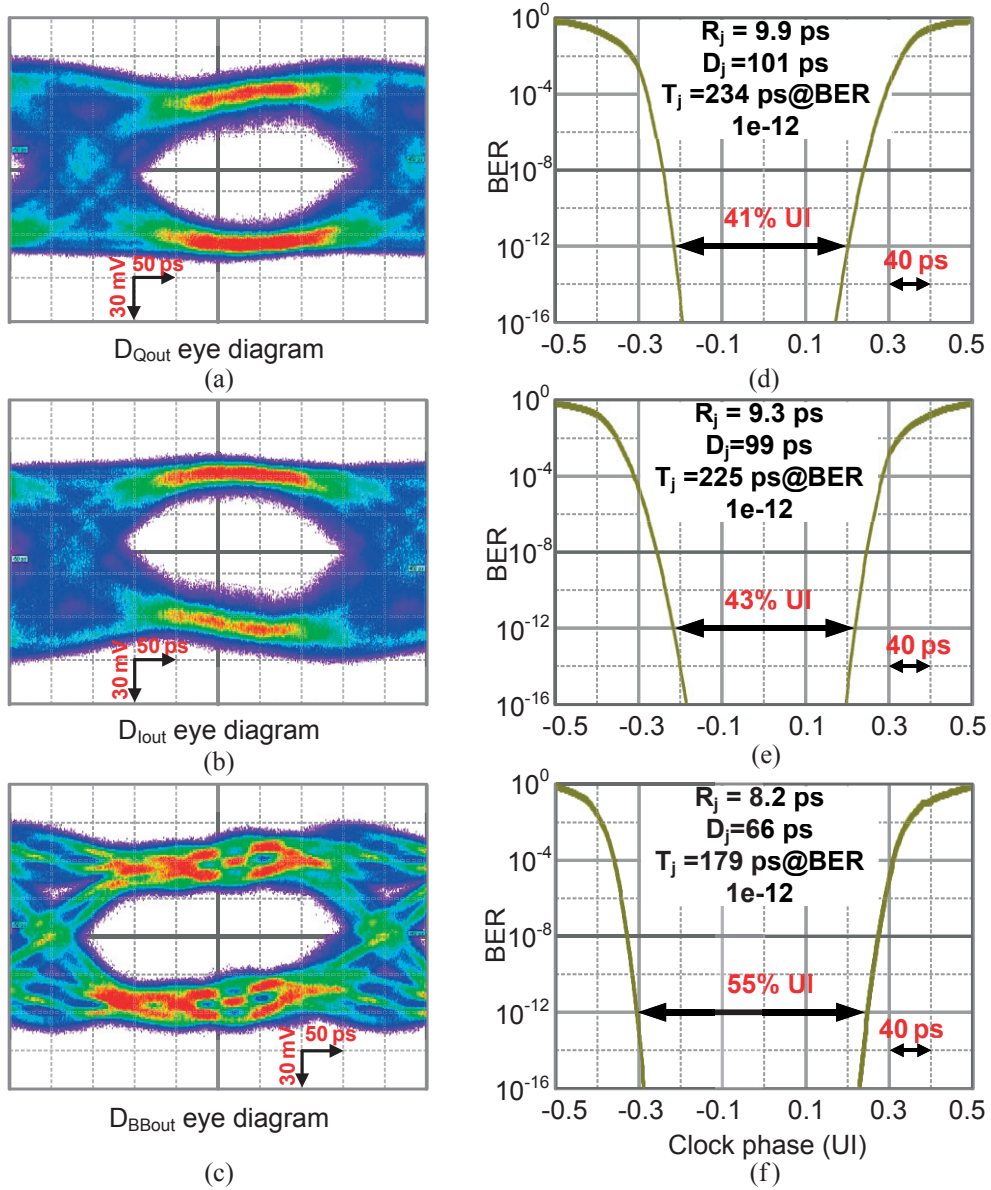 30 mV
50 ps
D_Qout eye diagram
(a)
BER
10^0
10^-4
10^-8
10^-12
10^-16
R_j = 9.9 ps
D_j =101 ps
T_j =234 ps@BER
1e-12
41% UI
40 ps
-0.5 -0.3 -0.1 0.1 0.3 0.5
(d)
30 mV
50 ps
D_Iout eye diagram
(b)
BER
10^0
10^-4
10^-8
10^-12
10^-16
R_j = 9.3 ps
D_j=99 ps
T_j = 225 ps@BER
1e-12
43% UI
40 ps
-0.5 -0.3 -0.1 0.1 0.3 0.5
(e)
30 mV
50 ps
D_BBout eye diagram
(c)
BER
10^0
10^-4
10^-8
10^-12
10^-16
R_j = 8.2 ps
D_j=66 ps
T_j =179 ps@BER
1e-12
55% UI
40 ps
-0.5 -0.3 -0.1 0.1 0.3 0.5
Clock phase (UI)
(f)